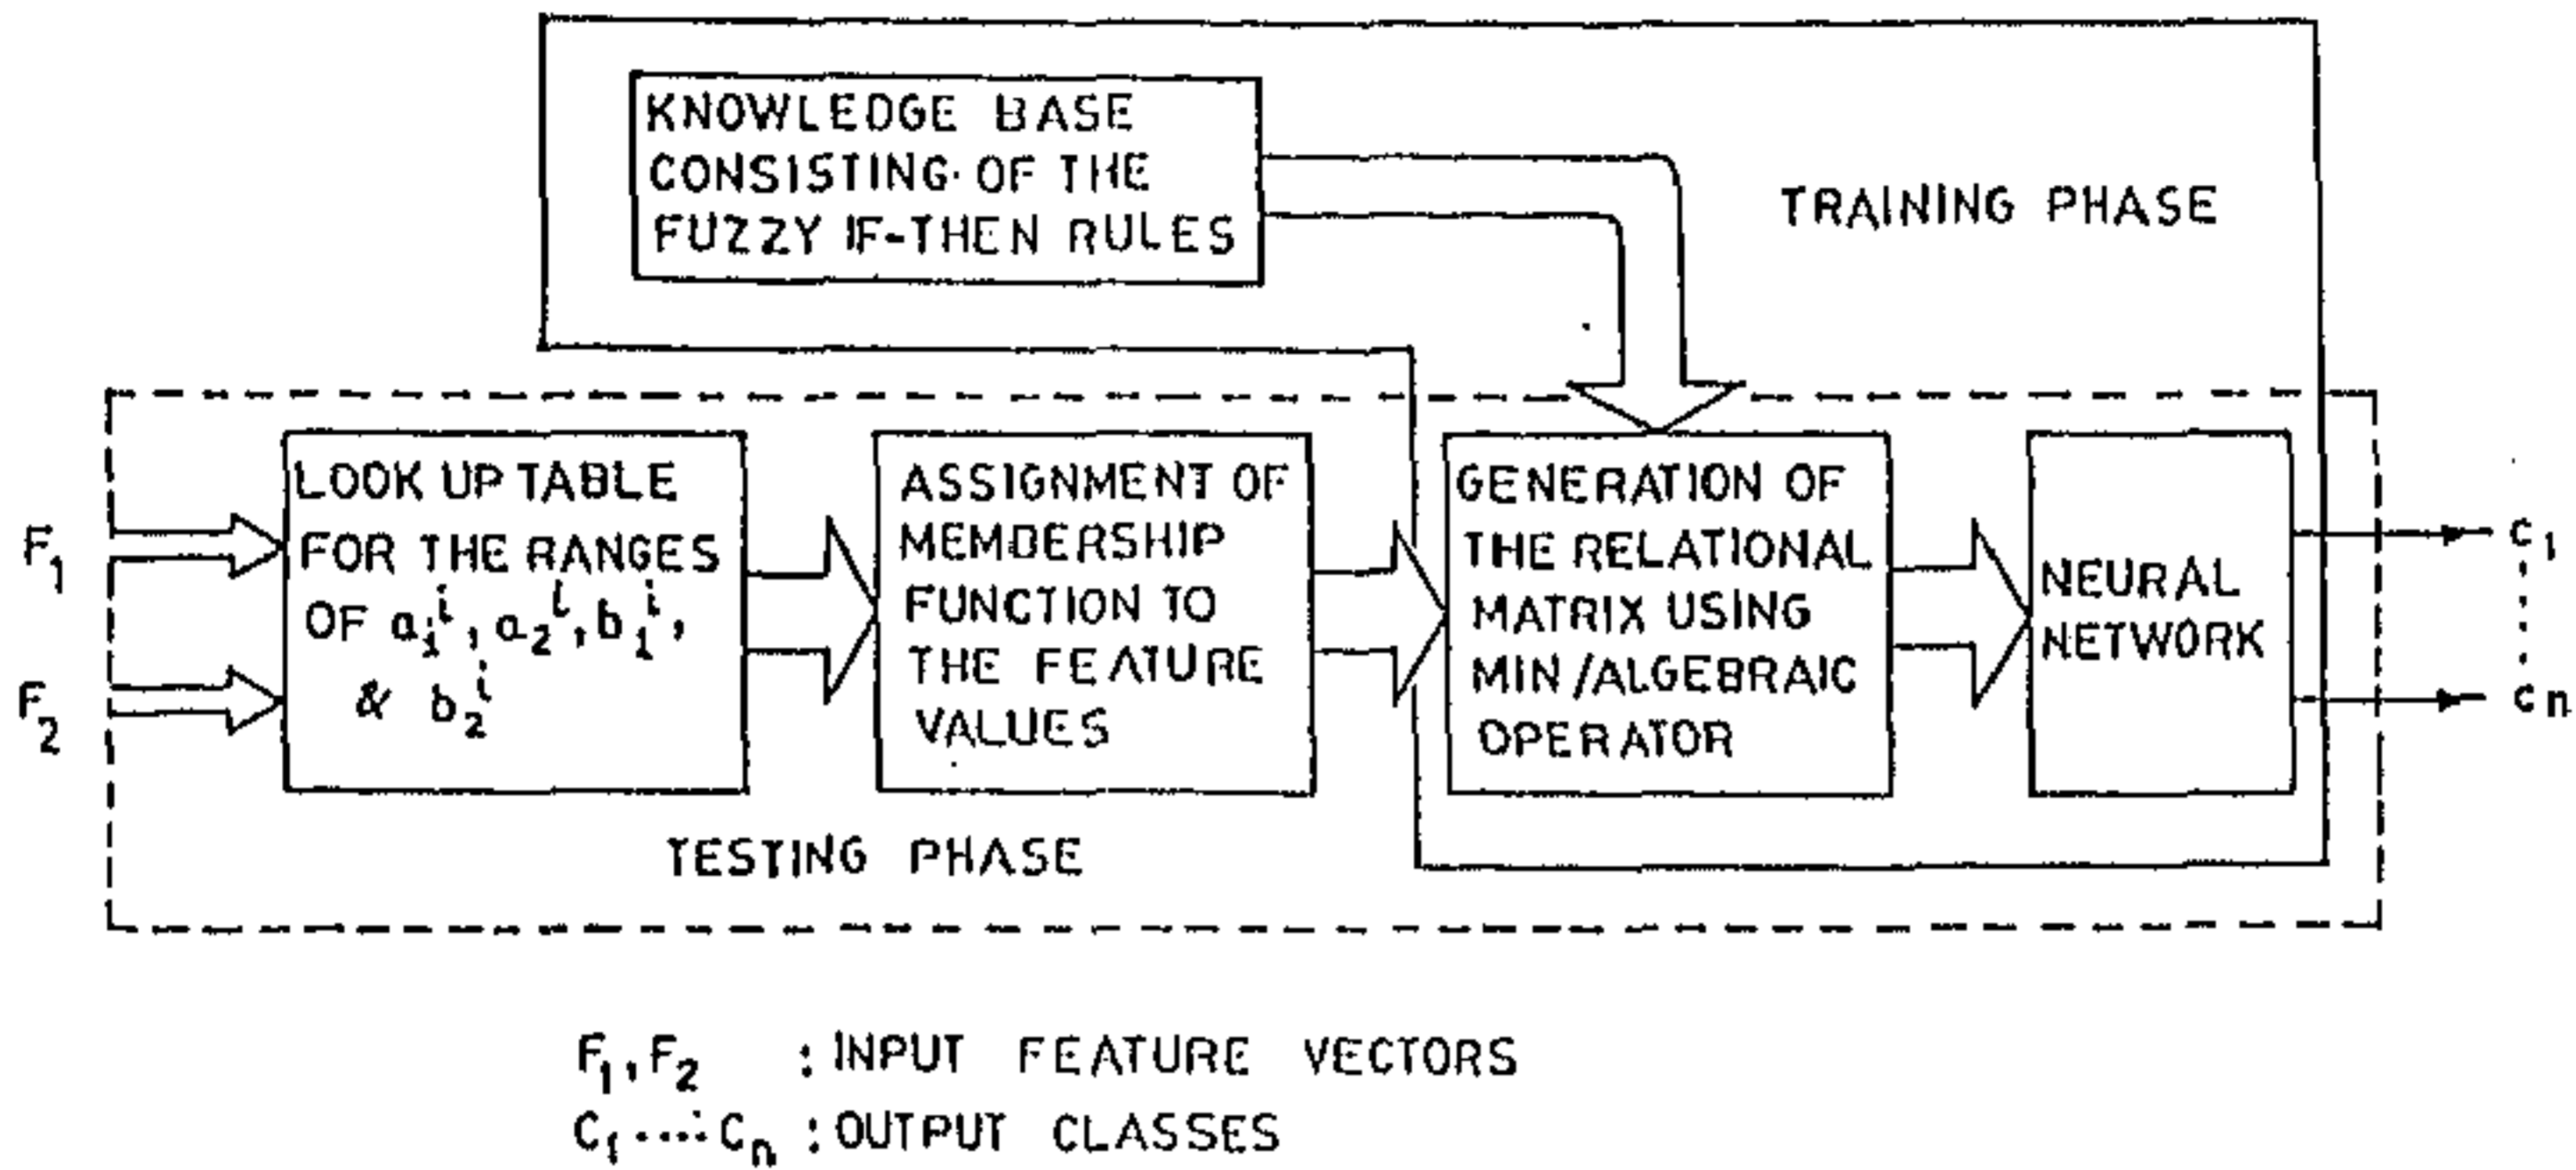 KNOWLEDGE BASE
CONSISTING OF THE
FUZZY IF-THEN RULES
TRAINING PHASE
F₁
F₂
LOOK UP TABLE
FOR THE RANGES
OF a₁ⁱ, a₂ⁱ, b₁ⁱ,
& b₂ⁱ
ASSIGNMENT OF
MEMBERSHIP
FUNCTION TO
THE FEATURE
VALUES
GENERATION OF
THE RELATIONAL
MATRIX USING
MIN/ALGEBRAIC
OPERATOR
NEURAL
NETWORK
C₁
Cₙ
TESTING PHASE
F₁, F₂ : INPUT FEATURE VECTORS
C₁ .... Cₙ : OUTPUT CLASSES